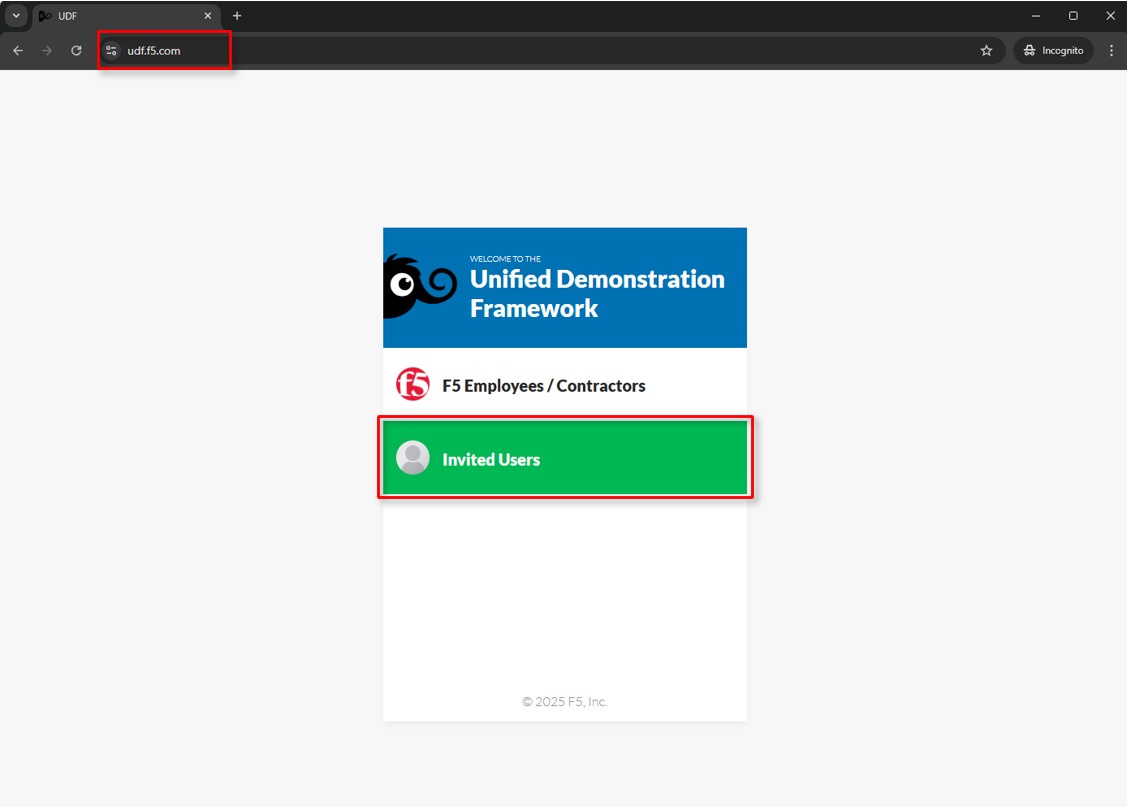 UDF
udf.f5.com
Incognito
WELCOME TO THE
Unified Demonstration
Framework
f5
F5 Employees / Contractors
Invited Users
© 2025 F5, Inc.